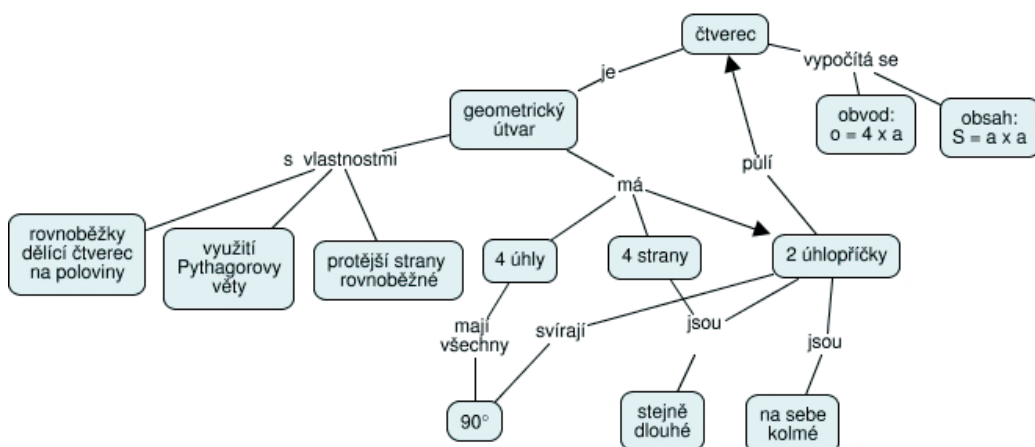 čtverec
vypočítá se
je
geometrický
útvar
obvod:
o = 4 x a
obsah:
S = a x a
s vlastnostmi
má
půlí
rovnoběžky
dělící čtverec
na poloviny
využití
Pythagorovy
věty
protější strany
rovnoběžné
4 úhly
4 strany
2 úhlopříčky
mají
všechny
svírají
jsou
jsou
90°
stejně
dlouhé
na sebe
kolmé